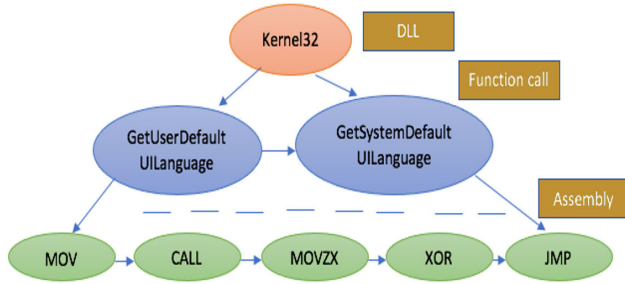 Kernel32
DLL
Function call
GetUserDefault
UILanguage
GetSystemDefault
UILanguage
Assembly
MOV
CALL
MOVZX
XOR
JMP